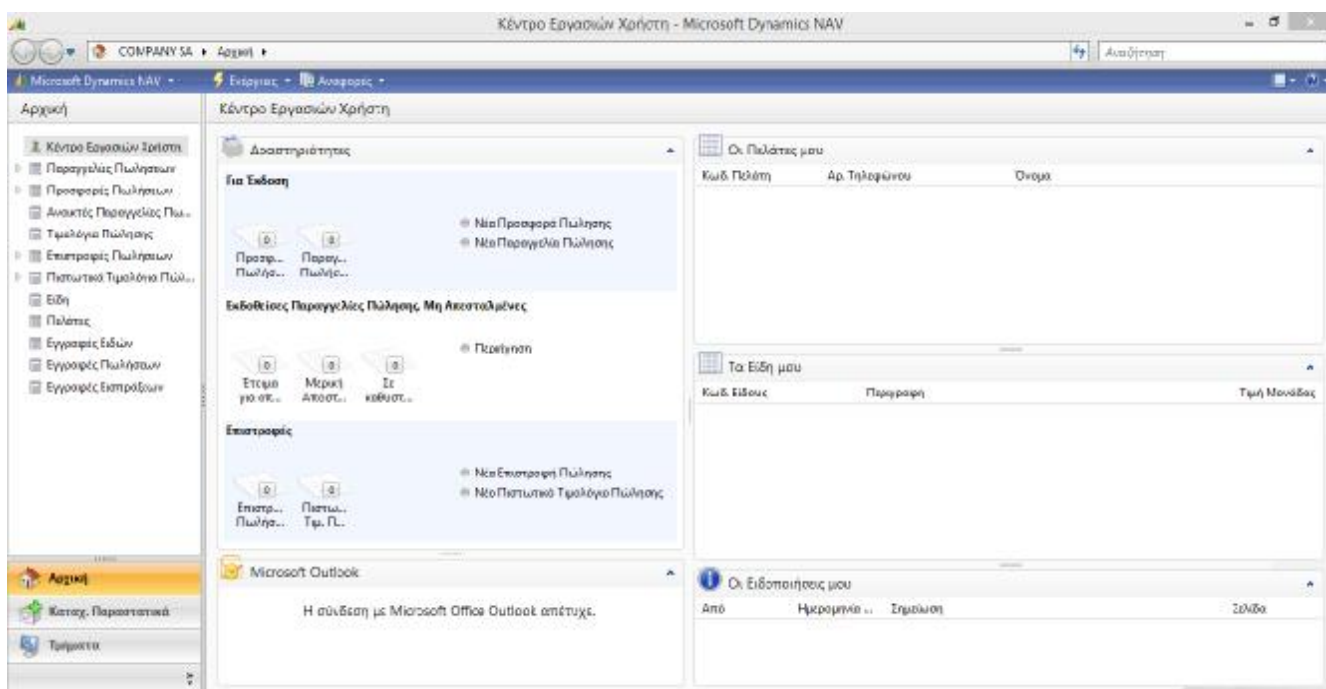 Κέντρο Εργασιών Χρήστη - Microsoft Dynamics NAV
COMPANY SA Αρχική
Αναζήτηση
Microsoft Dynamics NAV
Ενέργειες
Αναφορές
Αρχική
Κέντρο Εργασιών Χρήστη
Παραγγελίες Πωλήσεων
Προσφορές Πωλήσεων
Ανοικτές Παραγγελίες Πω...
Τιμολόγια Πώλησης
Επιστροφές Πωλήσεων
Πιστωτικά Τιμολόγια Πώλ...
Είδη
Πελάτες
Εγγραφές Ειδών
Εγγραφές Πωλήσεων
Εγγραφές Εισπράξεων
Αρχική
Καταχ. Παραστατικά
Τμήματα
Κέντρο Εργασιών Χρήστη
Δραστηριότητες
Για Έκδοση
0
0
Προσφ... Πωλήσ...
Παραγ... Πωλήσ...
Νέα Προσφορά Πώλησης
Νέα Παραγγελία Πώλησης
Εκδοθείσες Παραγγελίες Πώλησης, Μη Απεσταλμένες
0
0
0
Έτοιμα για απ...
Μερική Αποστ...
Σε καθυστ...
Περιήγηση
Επιστροφές
0
0
Επιστρ... Πωλήσ...
Πιστω... Τιμ. Π...
Νέα Επιστροφή Πώλησης
Νέο Πιστωτικό Τιμολόγιο Πώλησης
Microsoft Outlook
Η σύνδεση με Microsoft Office Outlook απέτυχε.
Οι Πελάτες μου
Κωδ. Πελάτη Αρ. Τηλεφώνου Όνομα
Τα Είδη μου
Κωδ. Είδους Περιγραφή Τιμή Μονάδας
Οι Ειδοποιήσεις μου
Από Ημερομηνία ... Σημείωση Σελίδα